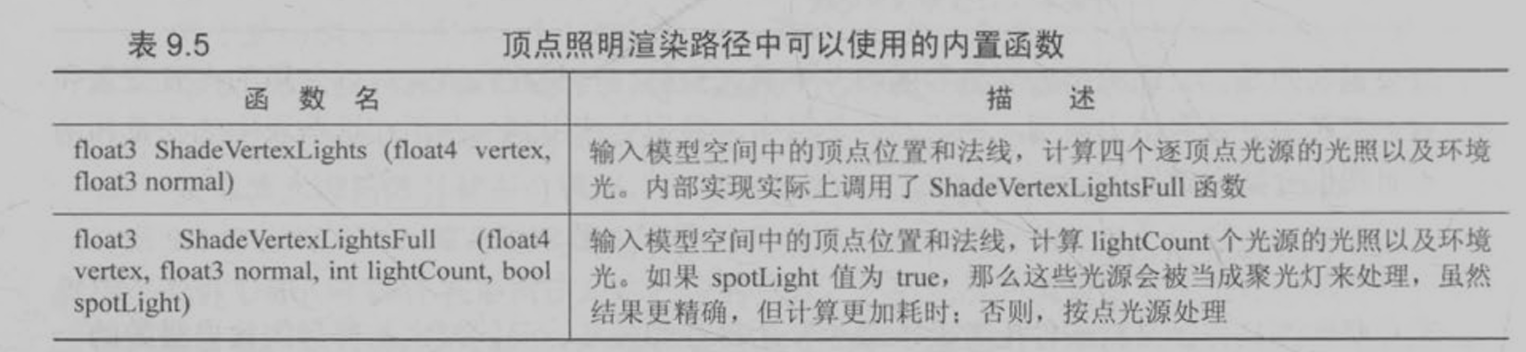 表 9.5 顶点照明渲染路径中可以使用的内置函数
函 数 名 描 述
float3 ShadeVertexLights (float4 vertex,
float3 normal)
输入模型空间中的顶点位置和法线，计算四个逐顶点光源的光照以及环境
光。内部实现实际上调用了 ShadeVertexLightsFull 函数
float3 ShadeVertexLightsFull (float4
vertex, float3 normal, int lightCount, bool
spotLight)
输入模型空间中的顶点位置和法线，计算 lightCount 个光源的光照以及环境
光。如果 spotLight 值为 true，那么这些光源会被当成聚光灯来处理，虽然
结果更精确，但计算更加耗时；否则，按点光源处理